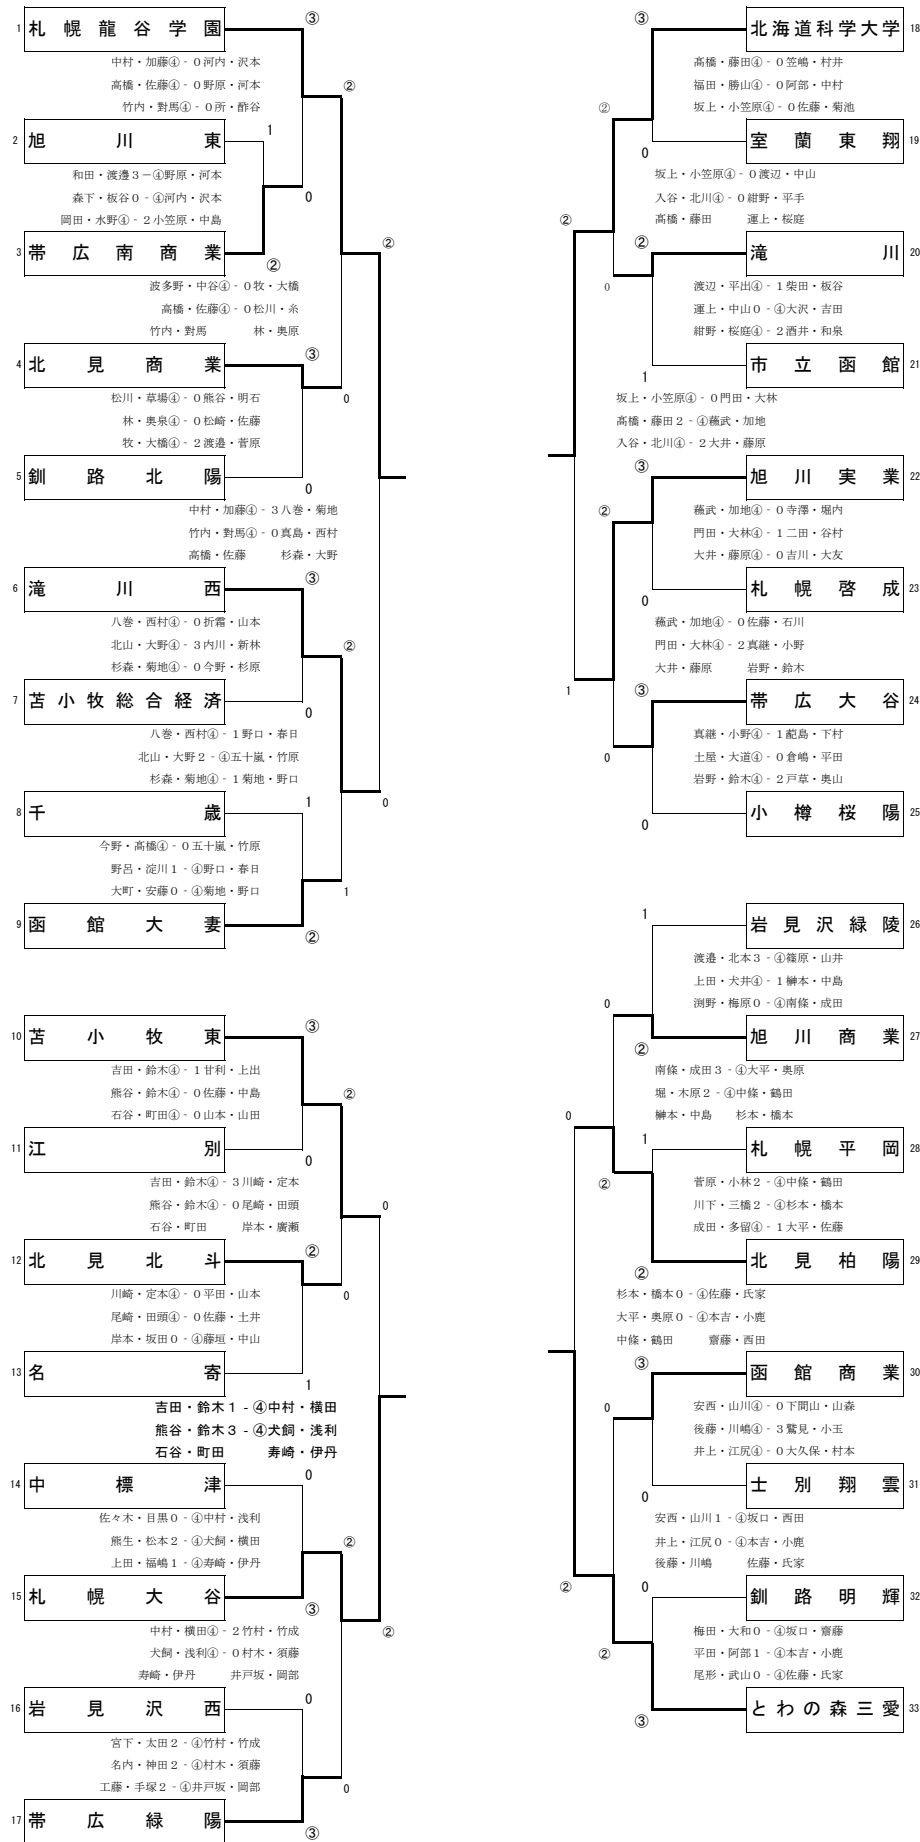 1 札幌龍谷学園 ③
中村・加藤④ - 0河内・沢本
高橋・佐藤④ - 0野原・河本
竹内・對馬④ - 0所・酢谷
②
2 旭川東 1
和田・渡邊3－④野原・河本
森下・板谷0 - ④河内・沢本
岡田・水野④ - 2小笠原・中島
0
3 帯広南商業 ②
②
波多野・中谷④ - 0牧・大橋
高橋・佐藤④ - 0松川・糸
竹内・對馬 林・奥原
4 北見商業 ③
松川・草場④ - 0熊谷・明石
林・奥泉④ - 0松崎・佐藤
牧・大橋④ - 2渡邉・菅原
0
5 釧路北陽 0
中村・加藤④ - 3八巻・菊地
竹内・對馬④ - 0真島・西村
高橋・佐藤 杉森・大野
6 滝川西 ③
八巻・西村④ - 0折霜・山本
北山・大野④ - 3内川・新林
杉森・菊地④ - 0今野・杉原
②
7 苫小牧総合経済 0
八巻・西村④ - 1野口・春日
北山・大野2 - ④五十嵐・竹原
杉森・菊地④ - 1菊地・野口
0
8 千歳 1
今野・髙橋④ - 0五十嵐・竹原
野呂・淀川1 - ④野口・春日
大町・安藤0 - ④菊地・野口
1
9 函館大妻 ②
10 苫小牧東 ③
吉田・鈴木④ - 1甘利・上出
熊谷・鈴木④ - 0佐藤・中島
石谷・町田④ - 0山本・山田
②
11 江別 0
吉田・鈴木④ - 3川崎・定本
熊谷・鈴木④ - 0尾崎・田頭
石谷・町田 岸本・廣瀬
0
12 北見北斗 ②
川崎・定本④ - 0平田・山本
尾崎・田頭④ - 0佐藤・土井
岸本・坂田0 - ④藤垣・中山
0
13 名寄 1
吉田・鈴木1 - ④中村・横田
熊谷・鈴木3 - ④犬飼・浅利
石谷・町田 寿崎・伊丹
14 中標津 0
佐々木・目黒0 - ④中村・浅利
熊生・松本2 - ④犬飼・横田
上田・福嶋1 - ④寿崎・伊丹
②
15 札幌大谷 ③
中村・横田④ - 2竹村・竹成
犬飼・浅利④ - 0村木・須藤
寿崎・伊丹 井戸坂・岡部
②
16 岩見沢西 0
宮下・太田2 - ④竹村・竹成
名内・神田2 - ④村木・須藤
工藤・手塚2 - ④井戸坂・岡部
0
17 帯広緑陽 ③
③ 北海道科学大学 18
髙橋・藤田④ - 0笠嶋・村井
福田・勝山④ - 0阿部・中村
坂上・小笠原④ - 0佐藤・菊池
②
0 室蘭東翔 19
坂上・小笠原④ - 0渡辺・中山
入谷・北川④ - 0紺野・平手
髙橋・藤田 運上・桜庭
②
② 滝川 20
渡辺・平出④ - 1柴田・板谷
運上・中山0 - ④大沢・吉田
紺野・桜庭④ - 2酒井・和泉
0
1 市立函館 21
坂上・小笠原④ - 0門田・大林
髙橋・藤田2 - ④蘓武・加地
入谷・北川④ - 2大井・藤原
③ 旭川実業 22
蘓武・加地④ - 0寺澤・堀内
門田・大林④ - 1二田・谷村
大井・藤原④ - 0吉川・大友
②
0 札幌啓成 23
蘓武・加地④ - 0佐藤・石川
門田・大林④ - 2真継・小野
大井・藤原 岩野・鈴木
1
③ 帯広大谷 24
真継・小野④ - 1蓜島・下村
土屋・大道④ - 0倉嶋・平田
岩野・鈴木④ - 2戸草・奥山
0
0 小樽桜陽 25
1 岩見沢緑陵 26
渡邉・北本3 - ④篠原・山井
上田・犬井④ - 1榊本・中島
渕野・梅原0 - ④南條・成田
0
② 旭川商業 27
南條・成田3 - ④大平・奥原
堀・木原2 - ④中條・鶴田
榊本・中島 杉本・橋本
0
1 札幌平岡 28
菅原・小林2 - ④中條・鶴田
川下・三橋2 - ④杉本・橋本
成田・多留④ - 1大平・佐藤
②
② 北見柏陽 29
杉本・橋本0 - ④佐藤・氏家
大平・奥原0 - ④本吉・小鹿
中條・鶴田 齋藤・西田
③ 函館商業 30
安西・山川④ - 0下間山・山森
後藤・川嶋④ - 3鷲見・小玉
井上・江尻④ - 0大久保・村本
0
0 士別翔雲 31
安西・山川1 - ④坂口・西田
井上・江尻0 - ④本吉・小鹿
後藤・川嶋 佐藤・氏家
②
0 釧路明輝 32
梅田・大和0 - ④坂口・齋藤
平田・阿部1 - ④本吉・小鹿
尾形・武山0 - ④佐藤・氏家
②
③ とわの森三愛 33